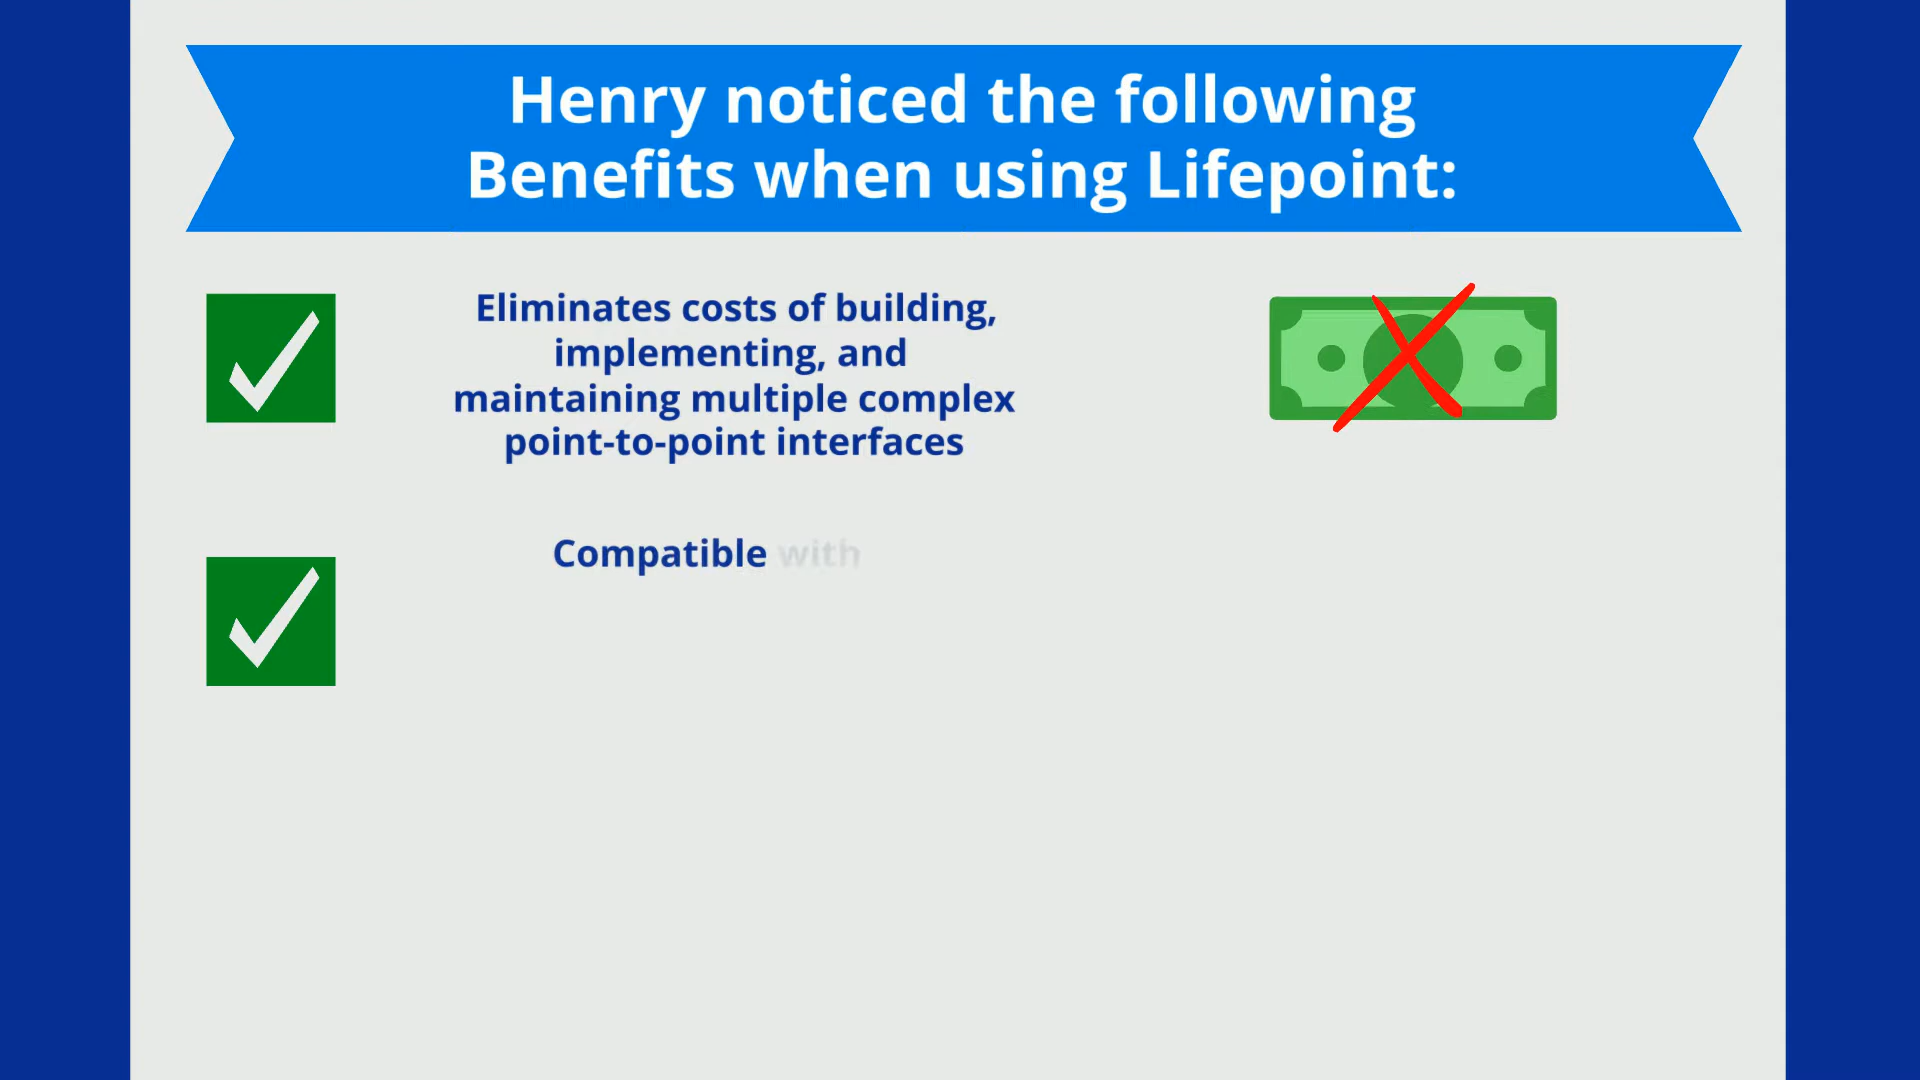 Henry noticed the following
Benefits when using Lifepoint:
Eliminates costs of building,
implementing, and
maintaining multiple complex
point-to-point interfaces
Compatible with